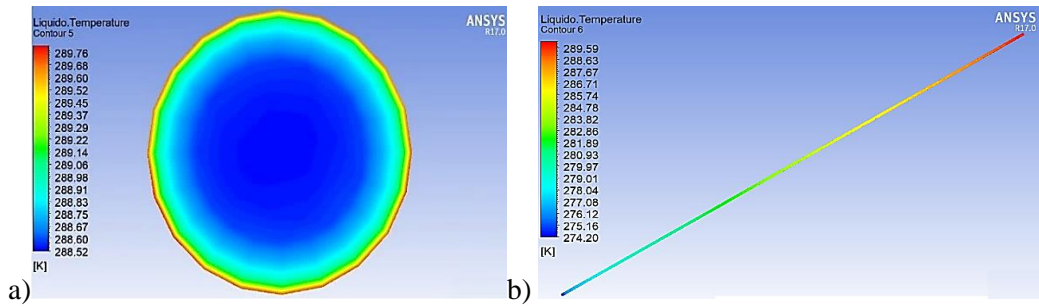 Liquido.Temperature
Contour 5
289.76
289.68
289.60
289.52
289.45
289.37
289.29
289.22
289.14
289.06
288.98
288.91
288.83
288.75
288.67
288.60
288.52
[K]
ANSYS
R17.0
a)
Liquido.Temperature
Contour 6
289.59
288.63
287.67
286.71
285.74
284.78
283.82
282.86
281.89
280.93
279.97
279.01
278.04
277.08
276.12
275.16
274.20
[K]
ANSYS
R17.0
b)